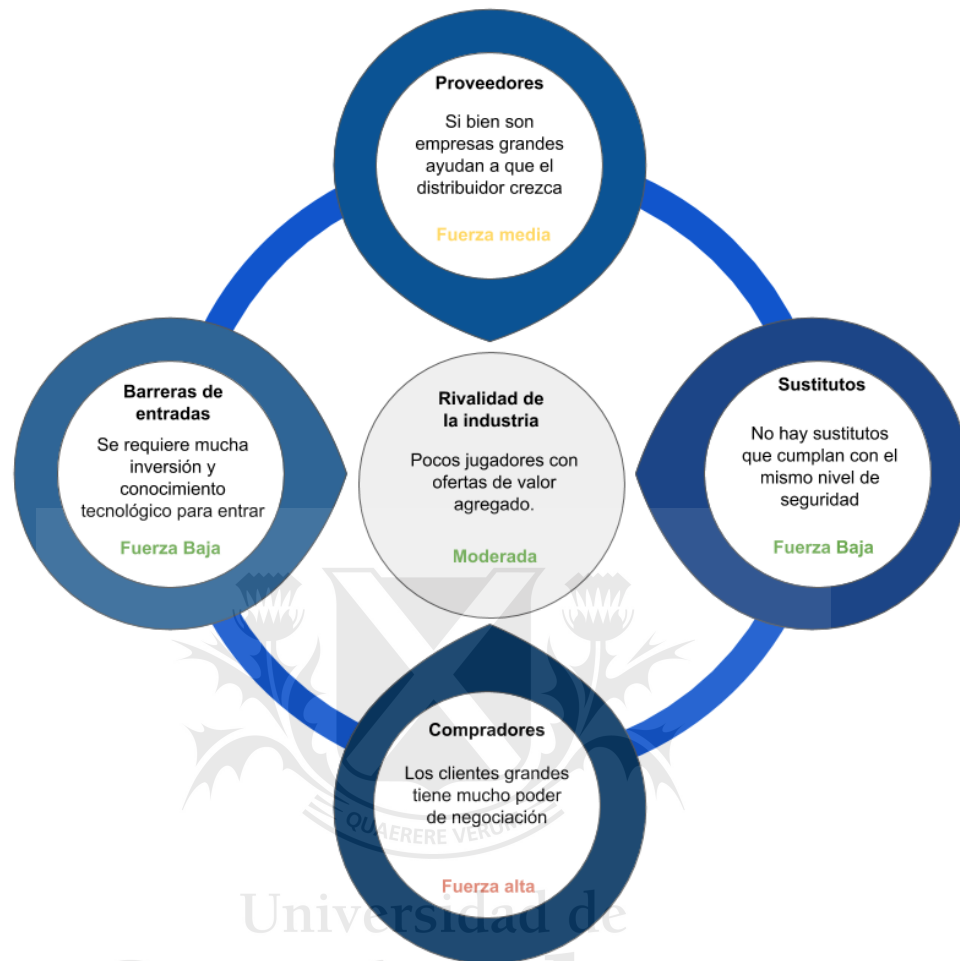 Proveedores
Si bien son
empresas grandes
ayudan a que el
distribuidor crezca
Fuerza media
Barreras de
entradas
Se requiere mucha
inversión y
conocimiento
tecnológico para entrar
Fuerza Baja
Rivalidad de
la industria
Pocos jugadores con
ofertas de valor
agregado.
Moderada
Sustitutos
No hay sustitutos
que cumplan con el
mismo nivel de
seguridad
Fuerza Baja
Compradores
Los clientes grandes
tiene mucho poder
de negociación
Fuerza alta
QUAERERE
Universidad de